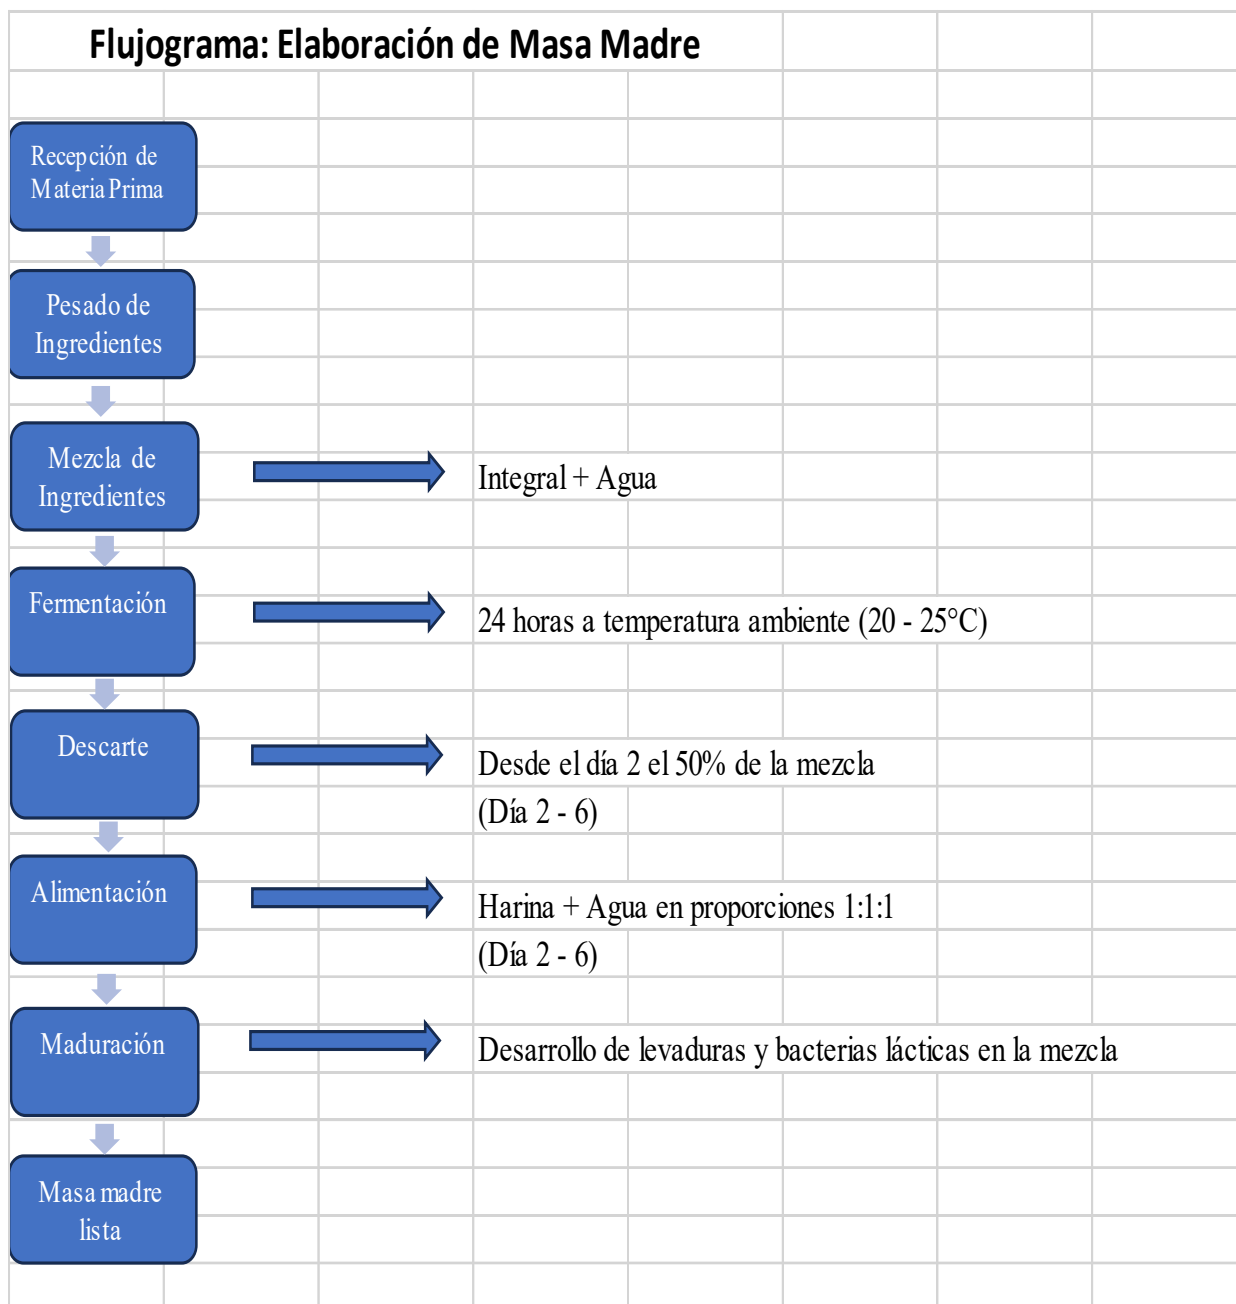 Flujograma: Elaboración de Masa Madre
Recepción de
Materia Prima
Pesado de
Ingredientes
Mezcla de
Ingredientes
Integral + Agua
Fermentación
24 horas a temperatura ambiente (20 - 25°C)
Descarte
Desde el día 2 el 50% de la mezcla
(Día 2 - 6)
Alimentación
Harina + Agua en proporciones 1:1:1
(Día 2 - 6)
Maduración
Desarrollo de levaduras y bacterias lácticas en la mezcla
Masa madre
lista